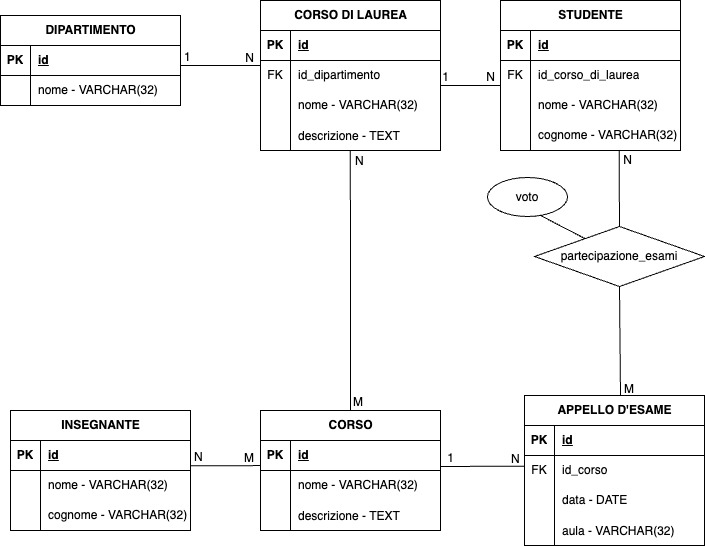 DIPARTIMENTO
PK id
nome - VARCHAR(32)
1 N
CORSO DI LAUREA
PK id
FK id_dipartimento
nome - VARCHAR(32)
descrizione - TEXT
1 N
STUDENTE
PK id
FK id_corso_di_laurea
nome - VARCHAR(32)
cognome - VARCHAR(32)
N
N
voto
partecipazione_esami
M
M
INSEGNANTE
PK id
nome - VARCHAR(32)
cognome - VARCHAR(32)
N M
CORSO
PK id
nome - VARCHAR(32)
descrizione - TEXT
1 N
APPELLO D'ESAME
PK id
FK id_corso
data - DATE
aula - VARCHAR(32)